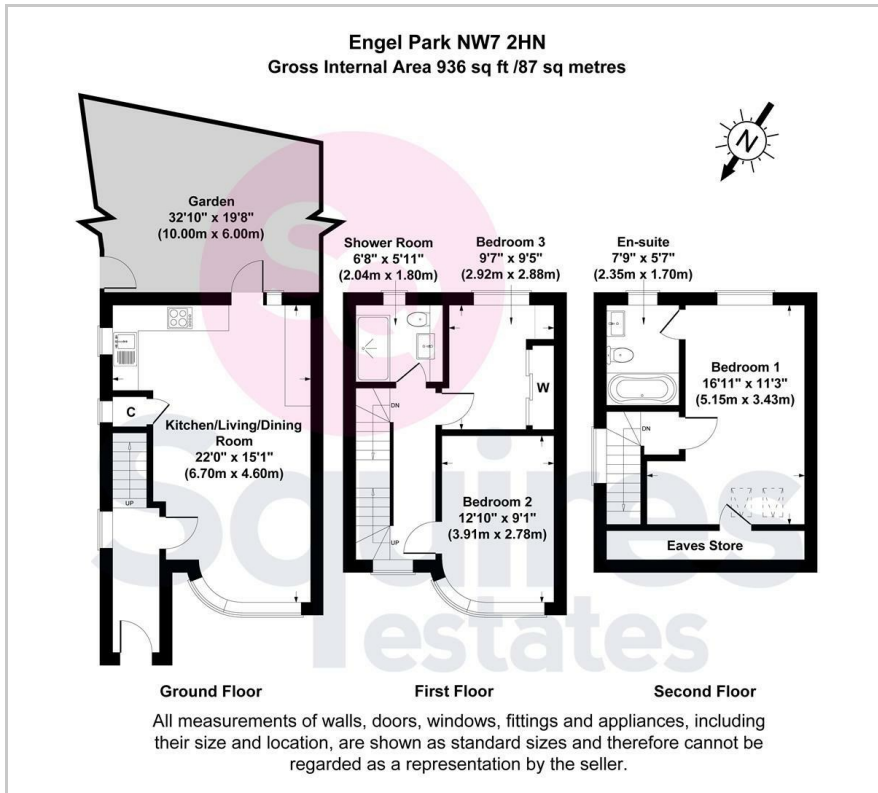 Engel Park NW7 2HN
Gross Internal Area 936 sq ft /87 sq metres
N
Garden
32'10" x 19'8"
(10.00m x 6.00m)
Shower Room
6'8" x 5'11"
(2.04m x 1.80m)
Bedroom 3
9'7" x 9'5"
(2.92m x 2.88m)
En-suite
7'9" x 5'7"
(2.35m x 1.70m)
C
Kitchen/Living/Dining
Room
22'0" x 15'1"
(6.70m x 4.60m)
UP
DN
W
Bedroom 2
12'10" x 9'1"
(3.91m x 2.78m)
UP
Bedroom 1
16'11" x 11'3"
(5.15m x 3.43m)
DN
Eaves Store
Squires
estates
Ground Floor
First Floor
Second Floor
All measurements of walls, doors, windows, fittings and appliances, including
their size and location, are shown as standard sizes and therefore cannot be
regarded as a representation by the seller.